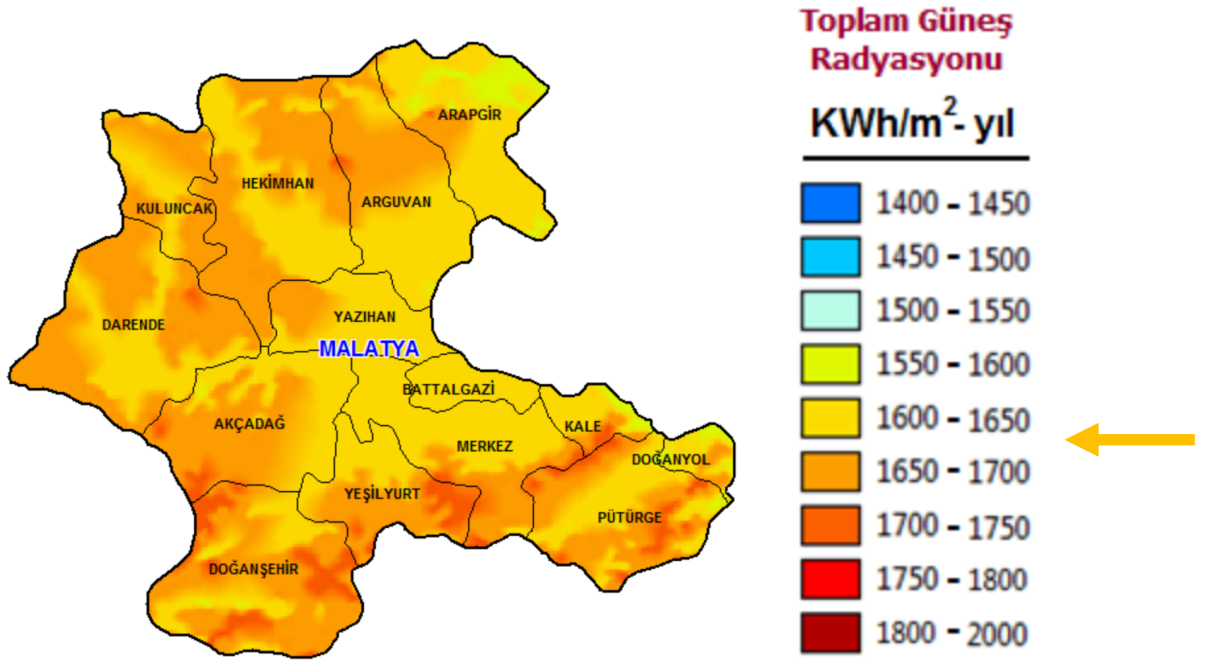 Toplam Güneş
Radyasyonu
KWh/m²- yıl
1400 - 1450
1450 - 1500
1500 - 1550
1550 - 1600
1600 - 1650
1650 - 1700
1700 - 1750
1750 - 1800
1800 - 2000
ARAPGİR
HEKİMHAN
ARGUVAN
KULUNCAK
DARENDE
YAZIHAN
MALATYA
BATTALGAZİ
AKÇADAĞ
KALE
MERKEZ
DOĞANYOL
YEŞİLYURT
PÜTÜRGE
DOĞANŞEHİR